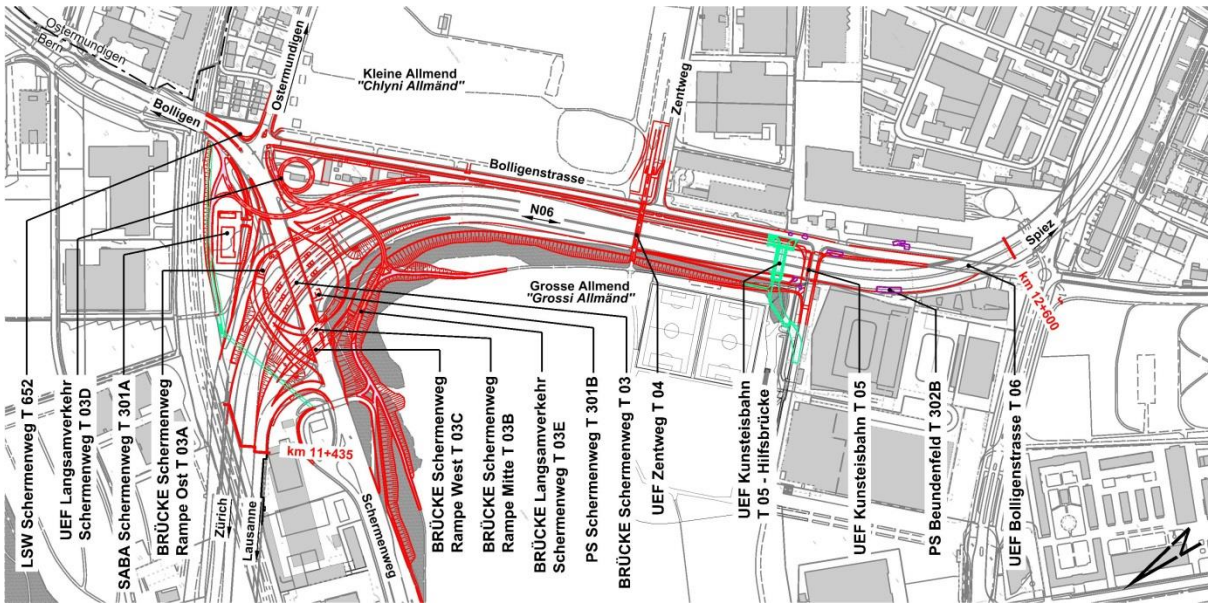 Ostermundigen
Bern
Bolligen
Ostermundigen
Kleine Allmend
"Chlyni Allmänd"
Zentweg
Bolligenstrasse
N06
Spiez
km 12+600
Grosse Allmend
"Grossi Allmänd"
km 11+435
Zürich
Lausanne
Schermenweg
LSW Schermenweg T 652
UEF Langsamverkehr
Schermenweg T 03D
SABA Schermenweg T 301A
BRÜCKE Schermenweg
Rampe Ost T 03A
BRÜCKE Schermenweg
Rampe West T 03C
BRÜCKE Schermenweg
Rampe Mitte T 03B
BRÜCKE Langsamverkehr
Schermenweg T 03E
PS Schermenweg T 301B
BRÜCKE Schermenweg T 03
UEF Zentweg T 04
UEF Kunsteisbahn
T 05 - Hilfsbrücke
UEF Kunsteisbahn T 05
PS Beundenfeld T 302B
UEF Bolligenstrasse T 06